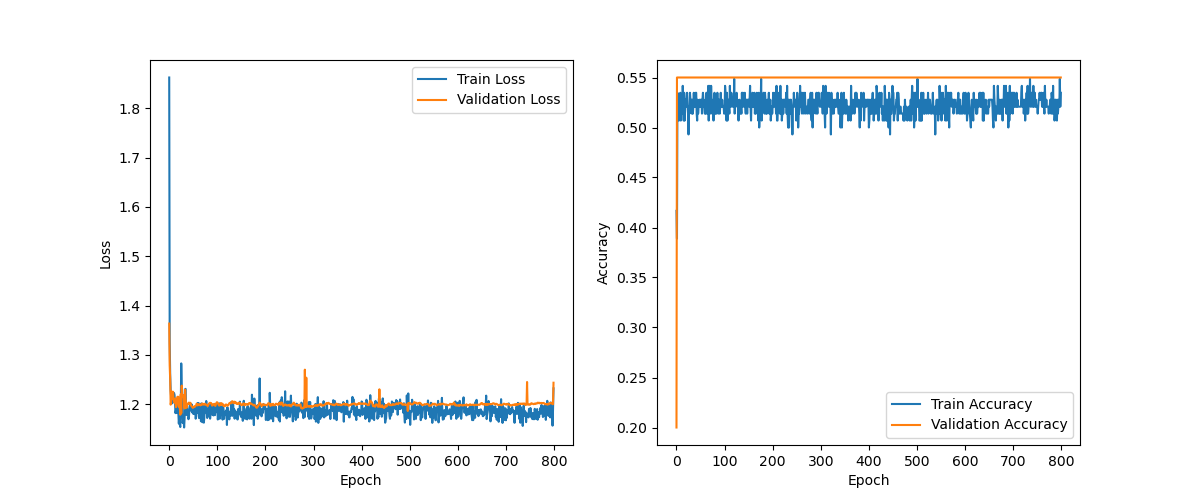 Train Loss
Validation Loss
1.8
1.7
1.6
1.5
1.4
1.3
1.2
Loss
0 100 200 300 400 500 600 700 800
Epoch
0.55
0.50
0.45
0.40
0.35
0.30
0.25
0.20
Accuracy
Train Accuracy
Validation Accuracy
0 100 200 300 400 500 600 700 800
Epoch